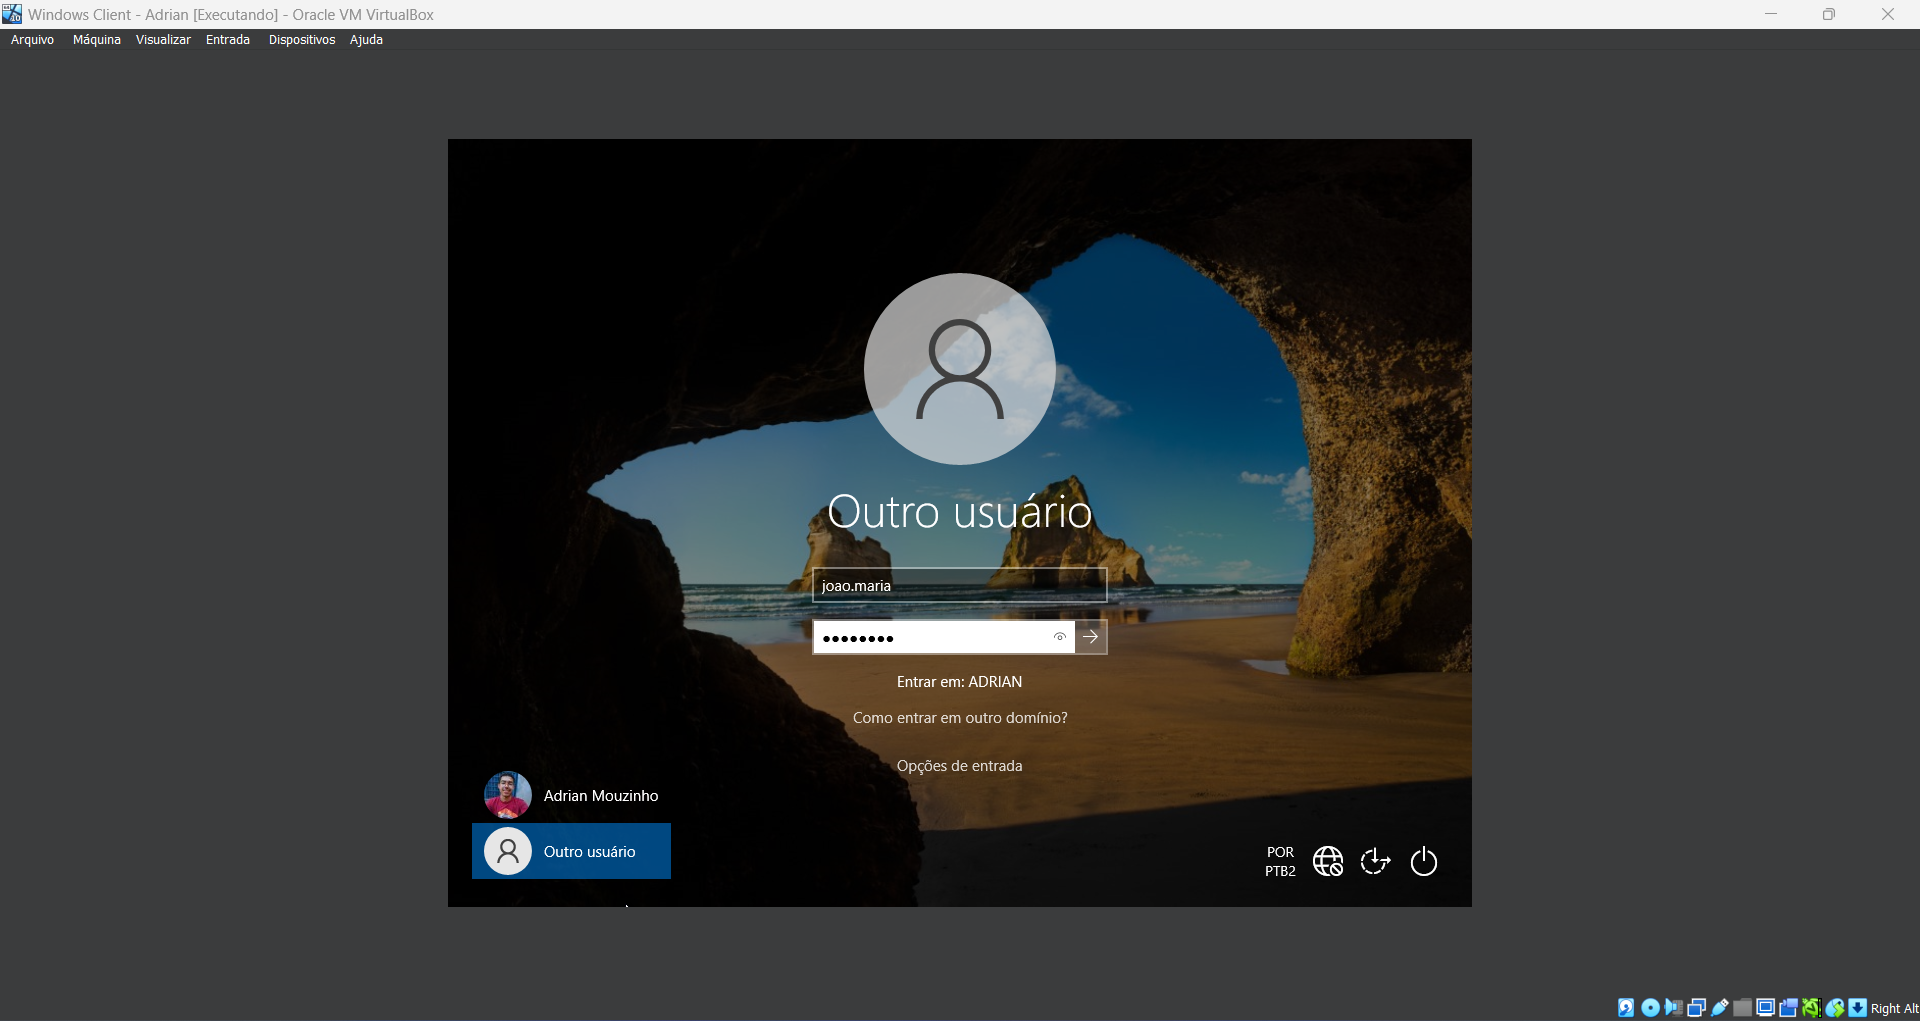 Windows Client - Adrian [Executando] - Oracle VM VirtualBox
Arquivo Máquina Visualizar Entrada Dispositivos Ajuda
Outro usuário
joao.maria
Entrar em: ADRIAN
Como entrar em outro domínio?
Opções de entrada
Adrian Mouzinho
Outro usuário
POR
PTB2
Right Alt